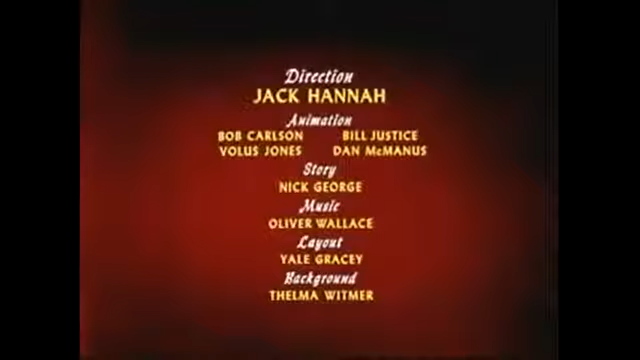 Direction
JACK HANNAH
Animation
BOB CARLSON BILL JUSTICE
VOLUS JONES DAN McMANUS
Story
NICK GEORGE
Music
OLIVER WALLACE
Layout
YALE GRACEY
Background
THELMA WITMER